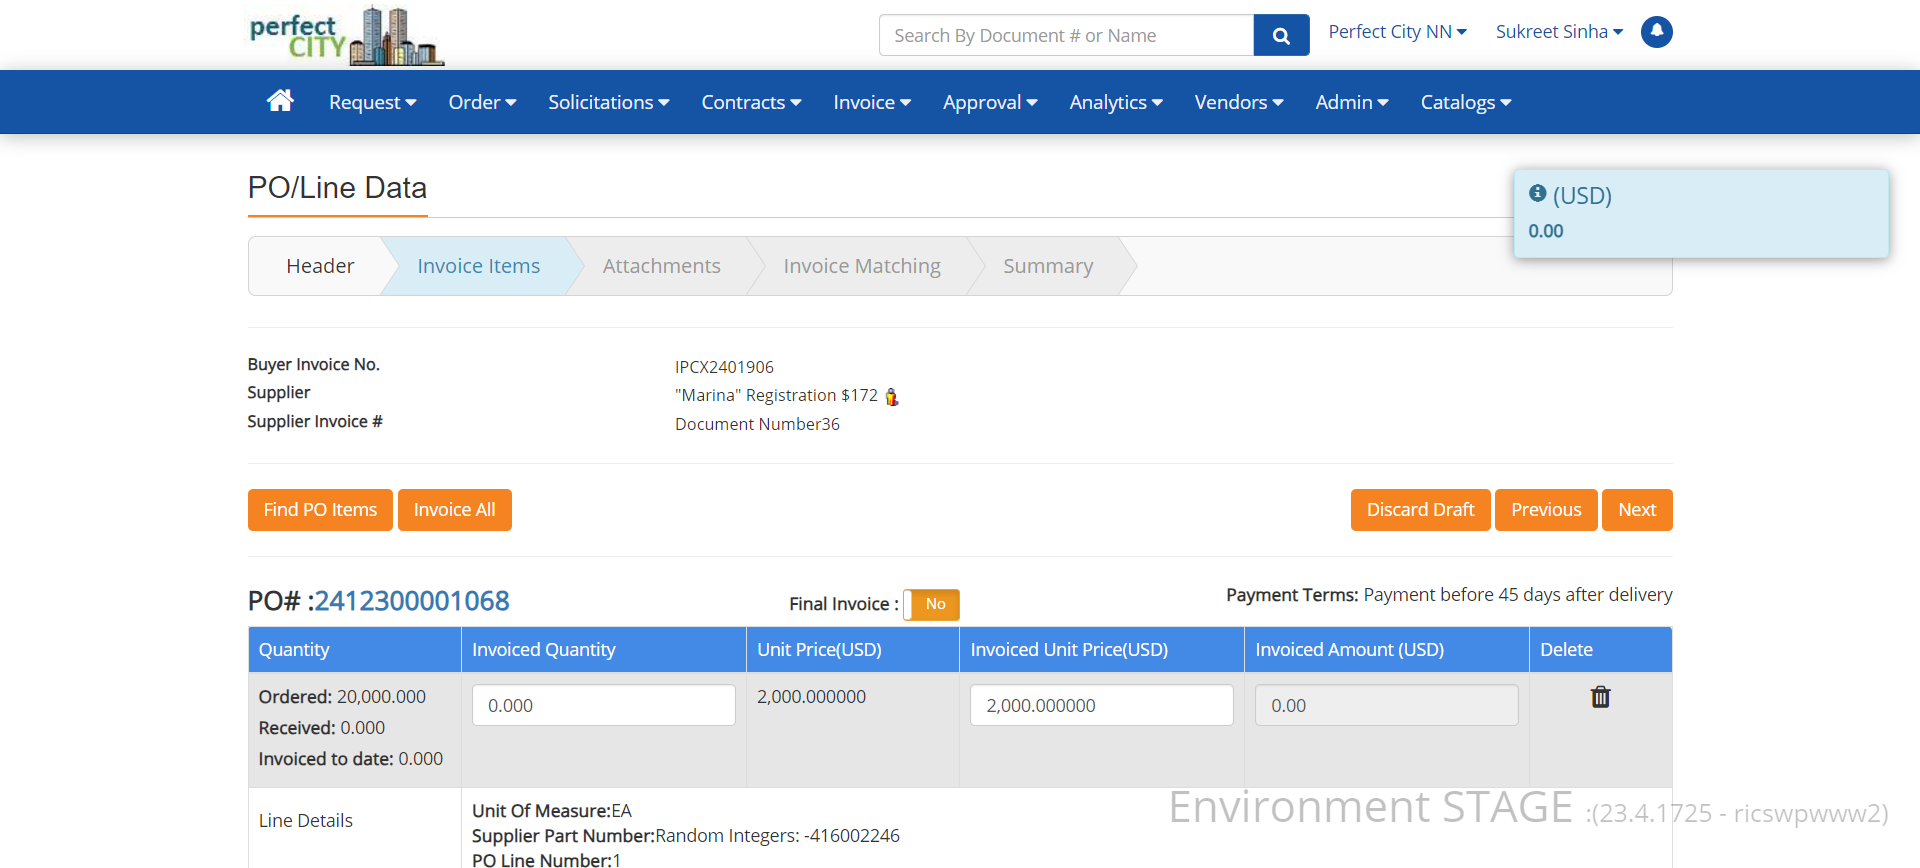 perfect
CITY
Search By Document # or Name
Perfect City NN
Sukreet Sinha
Request
Order
Solicitations
Contracts
Invoice
Approval
Analytics
Vendors
Admin
Catalogs
PO/Line Data
(USD)
0.00
Header
Invoice Items
Attachments
Invoice Matching
Summary
Buyer Invoice No.
IPCX2401906
Supplier
"Marina" Registration $172
Supplier Invoice #
Document Number36
Find PO Items
Invoice All
Discard Draft
Previous
Next
PO# :2412300001068
Final Invoice :
No
Payment Terms: Payment before 45 days after delivery
Quantity
Invoiced Quantity
Unit Price(USD)
Invoiced Unit Price(USD)
Invoiced Amount (USD)
Delete
Ordered: 20,000.000
Received: 0.000
Invoiced to date: 0.000
0.000
2,000.000000
2,000.000000
0.00
Line Details
Unit Of Measure:EA
Supplier Part Number:Random Integers: -416002246
PO Line Number:1
Environment STAGE :(23.4.1725 - ricswpwww2)